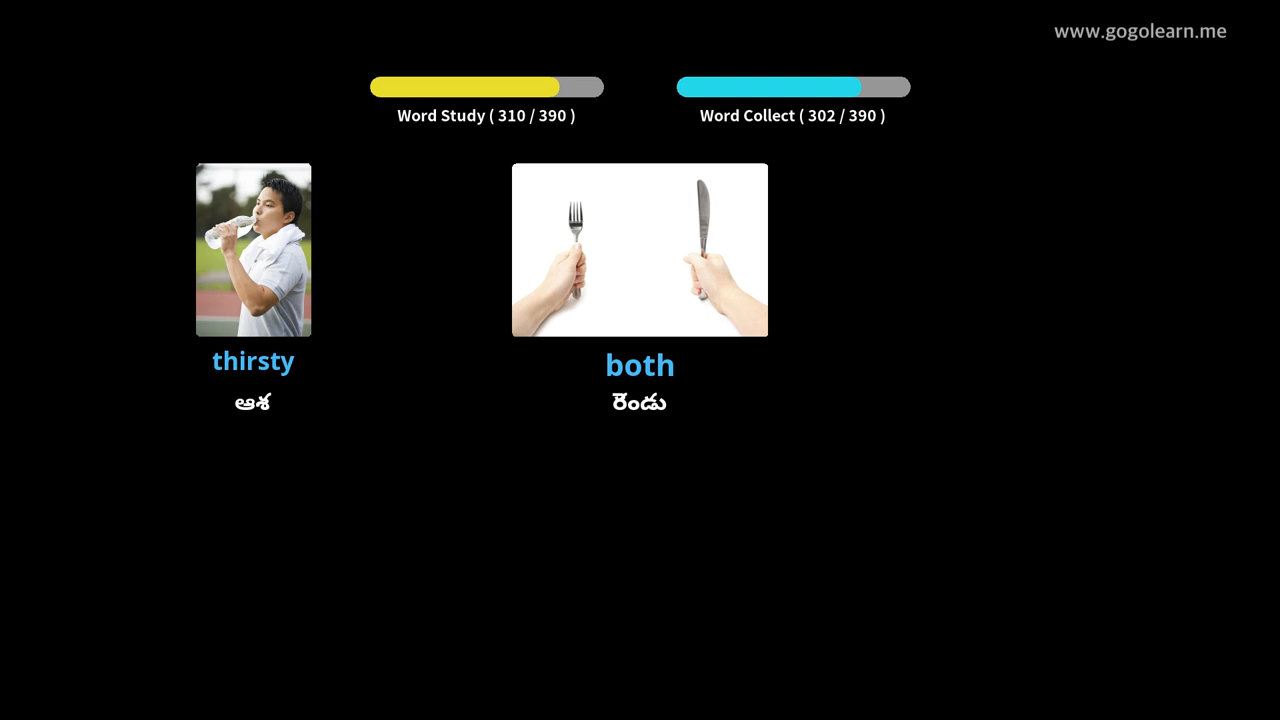 www.gogolearn.me
Word Study ( 310 / 390 )
Word Collect ( 302 / 390 )
thirsty
ఆశ
both
రెండు